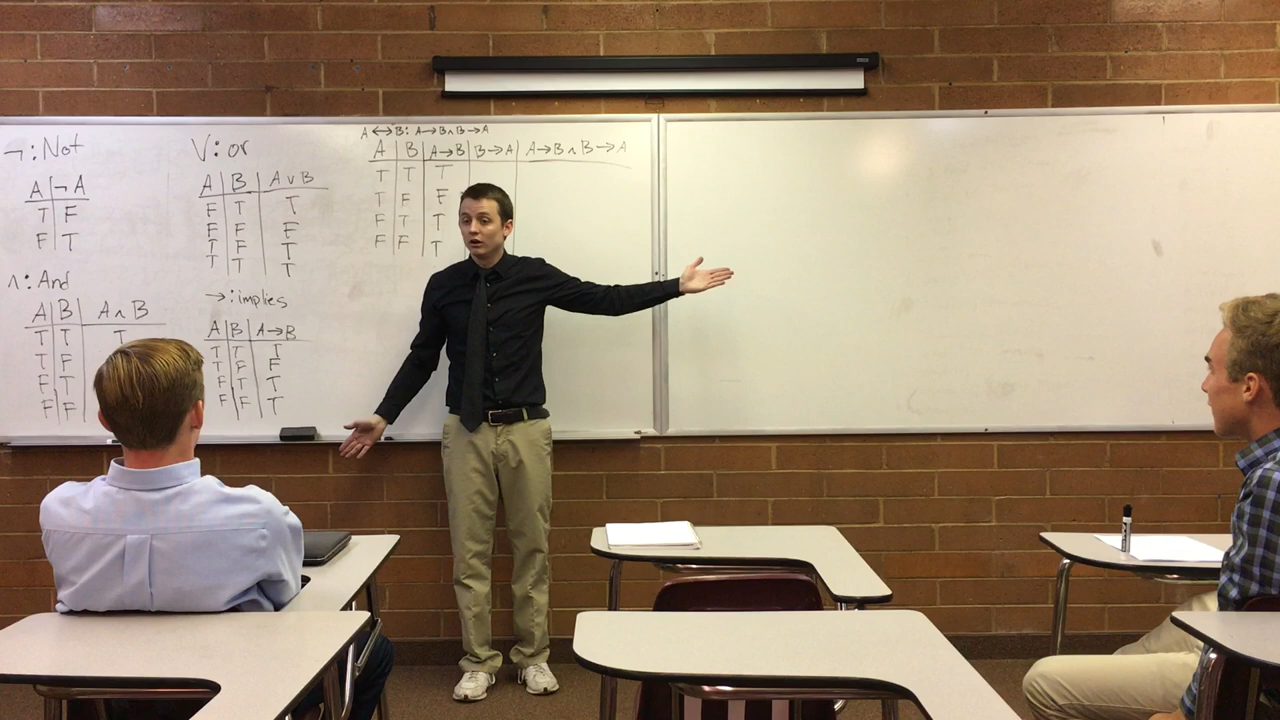 ¬: Not
A ¬A
T F
F T
∧: And
A B A∧B
T T T
T F
F T
F F
V: or
A B A∨B
F T T
F F F
T F T
T T T
→: implies
A B A→B
T T T
T F F
F T T
F F T
A ↔ B: A→B∧B→A
A B A→B B→A A→B∧B→A
T T T
T F F
F T T
F F T